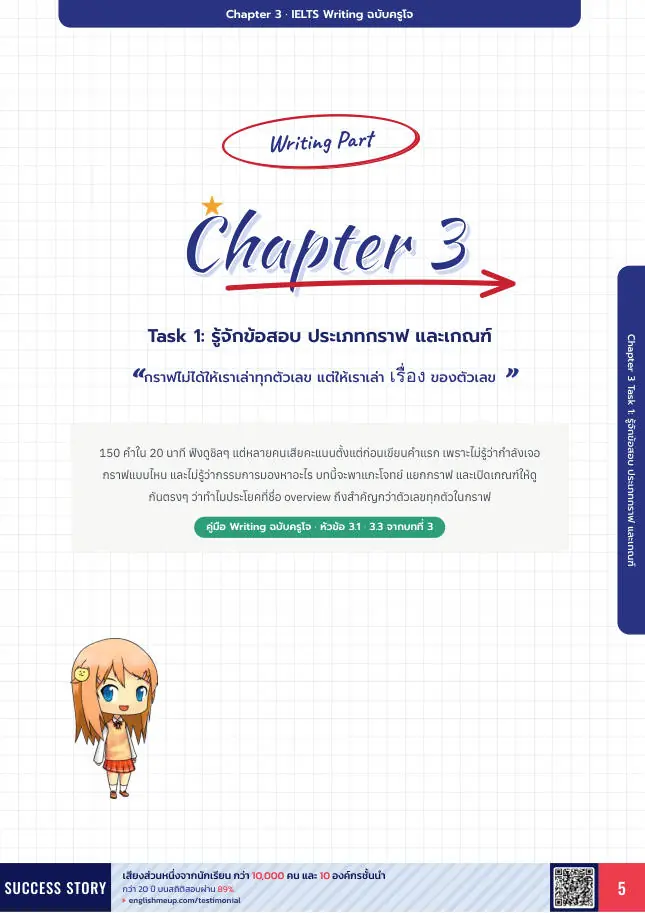 Chapter 3 · IELTS Writing ฉบับครูโจ
Writing Part
Chapter 3
Task 1: รู้จักข้อสอบ ประเภทกราฟ และเกณฑ์
“กราฟไม่ได้ให้เราเล่าทุกตัวเลข แต่ให้เราเล่า เรื่อง ของตัวเลข ”
150 คำใน 20 นาที ฟังดูชิลๆ แต่หลายคนเสียคะแนนตั้งแต่ก่อนเขียนคำแรก เพราะไม่รู้ว่ากำลังเจอ
กราฟแบบไหน และไม่รู้ว่ากรรมการมองหาอะไร บทนี้จะพาแกะโจทย์ แยกกราฟ และเปิดเกณฑ์ให้ดู
กันตรงๆ ว่าทำไมประโยคที่ชื่อ overview ถึงสำคัญกว่าตัวเลขทุกตัวในกราฟ
คู่มือ Writing ฉบับครูโจ · หัวข้อ 3.1 · 3.3 จากบทที่ 3
Chapter 3 Task 1: รู้จักข้อสอบ ประเภทกราฟ และเกณฑ์
SUCCESS STORY
เสียงส่วนหนึ่งจากนักเรียน กว่า 10,000 คน และ 10 องค์กรชั้นนำ
กว่า 20 ปี บนสถิติสอบผ่าน 89%
englishmeup.com/testimonial
5